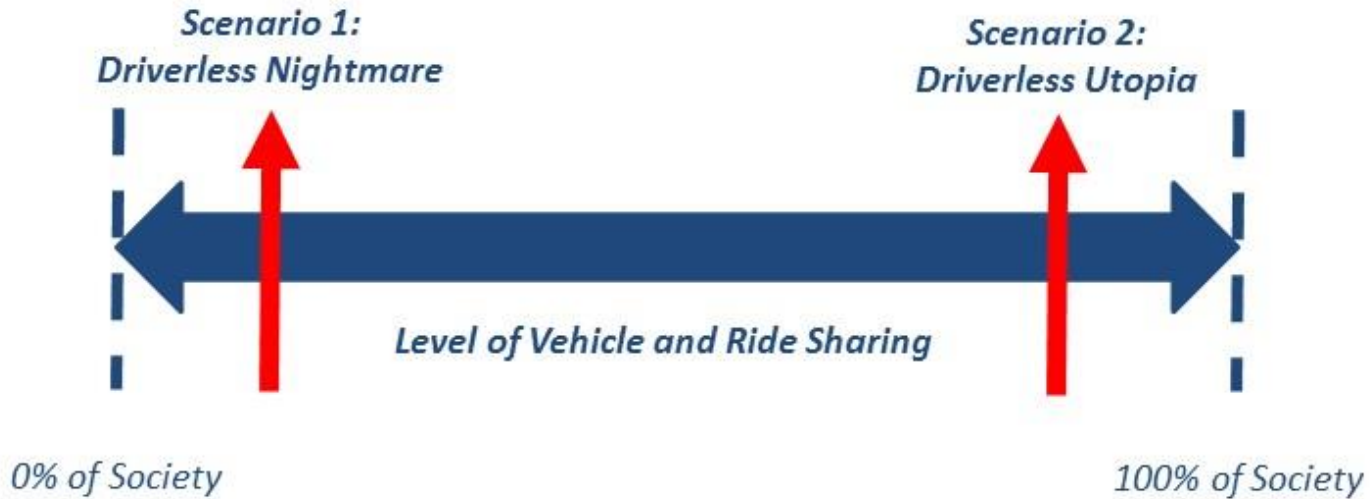 Scenario 1:
Driverless Nightmare
Scenario 2:
Driverless Utopia
Level of Vehicle and Ride Sharing
0% of Society
100% of Society